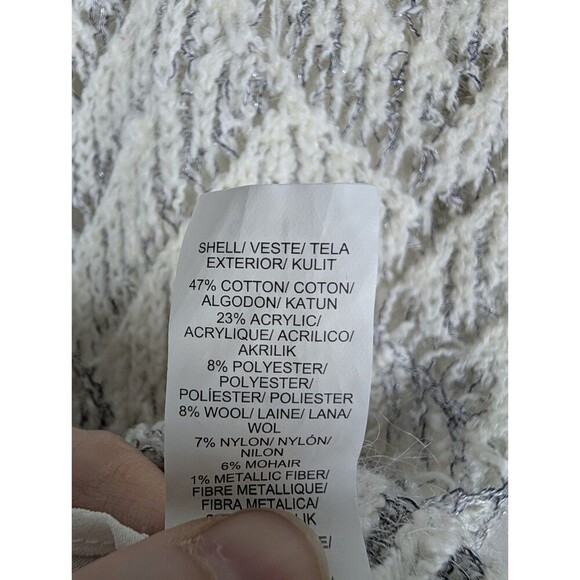 SHELL/ VESTE/ TELA
EXTERIOR/ KULIT
47% COTTON/ COTON/
ALGODON/ KATUN
23% ACRYLIC/
ACRYLIQUE/ ACRILICO/
AKRILIK
8% POLYESTER/
POLYESTER/
POLÍESTER/ POLIESTER
8% WOOL/ LAINE/ LANA/
WOL
7% NYLON/ NYLÓN/
NILON
6% MOHAIR
1% METALLIC FIBER/
FIBRE METALLIQUE/
FIBRA METALICA/